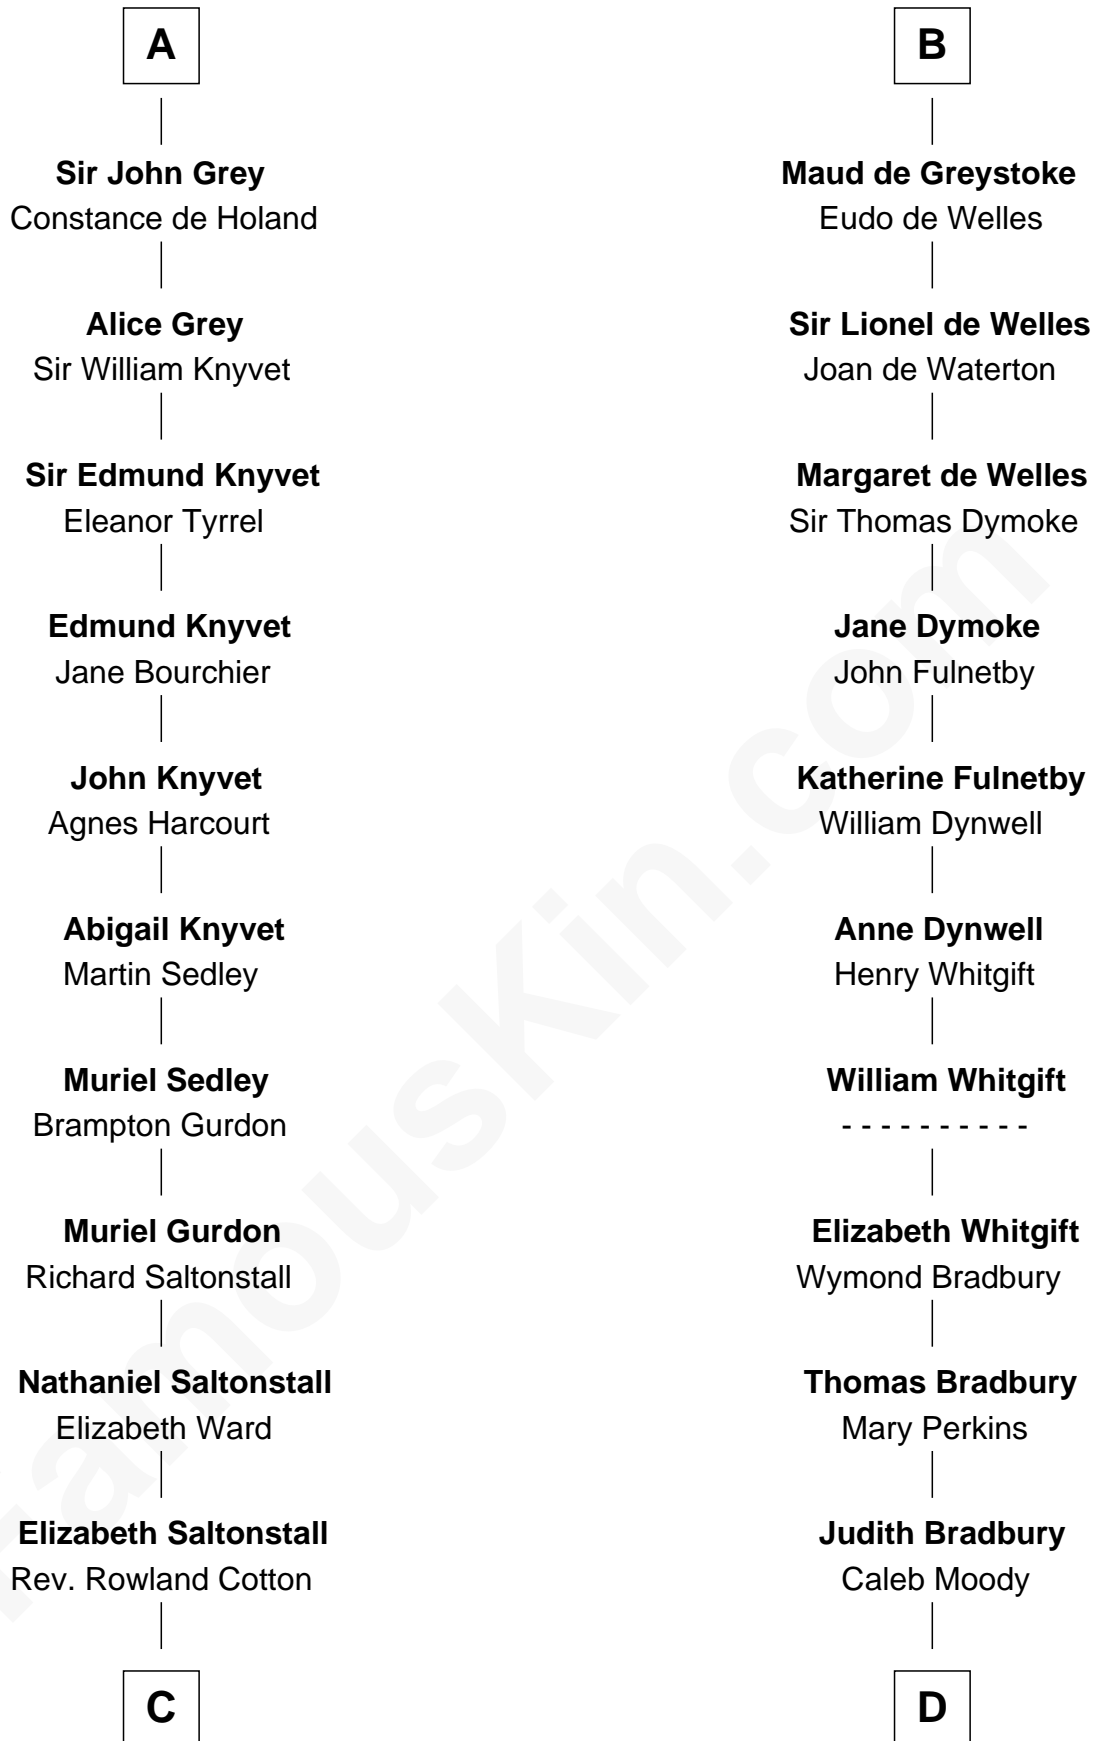 A
Sir John Grey
Constance de Holand
Alice Grey
Sir William Knyvet
Sir Edmund Knyvet
Eleanor Tyrrel
Edmund Knyvet
Jane Bourchier
John Knyvet
Agnes Harcourt
Abigail Knyvet
Martin Sedley
Muriel Sedley
Brampton Gurdon
Muriel Gurdon
Richard Saltonstall
Nathaniel Saltonstall
Elizabeth Ward
Elizabeth Saltonstall
Rev. Rowland Cotton
C
B
Maud de Greystoke
Eudo de Welles
Sir Lionel de Welles
Joan de Waterton
Margaret de Welles
Sir Thomas Dymoke
Jane Dymoke
John Fulnetby
Katherine Fulnetby
William Dynwell
Anne Dynwell
Henry Whitgift
William Whitgift
- - - - - - - - - -
Elizabeth Whitgift
Wymond Bradbury
Thomas Bradbury
Mary Perkins
Judith Bradbury
Caleb Moody
D
FamousKin.com